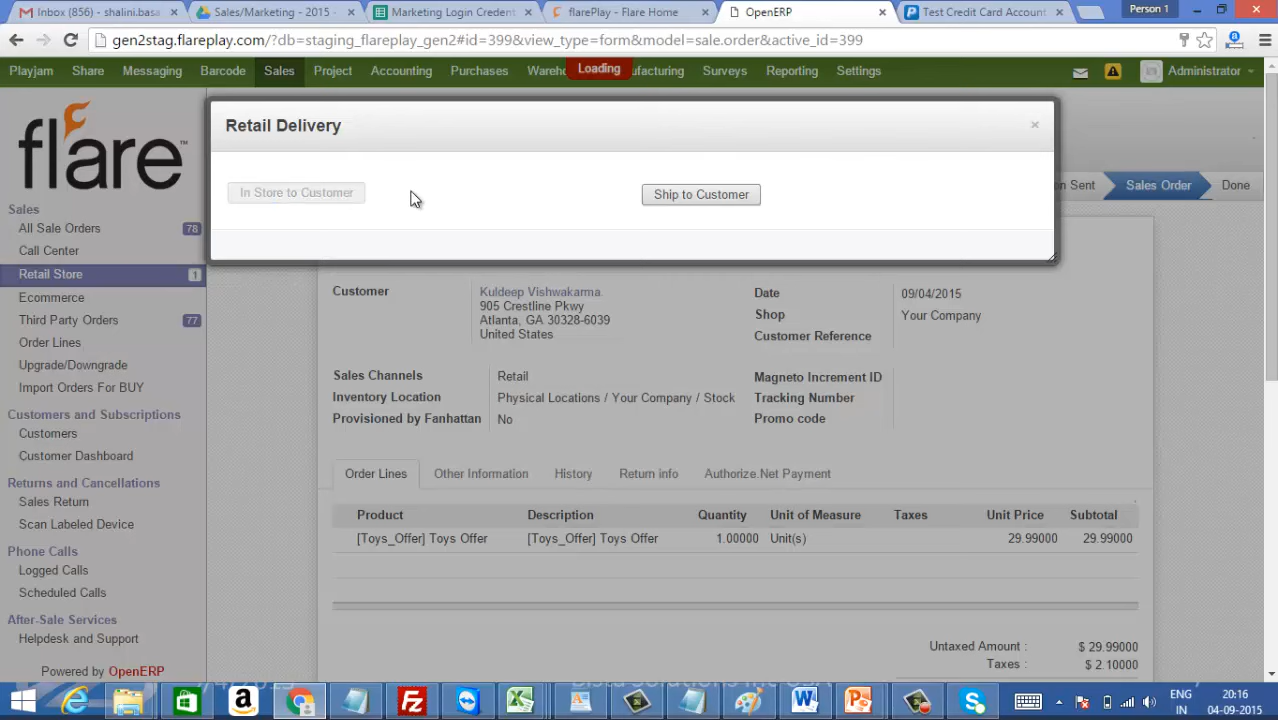 Inbox (856) - shalini.basa
Sales/Marketing - 2015 -
Marketing Login Credent
flarePlay - Flare Home
OpenERP
Test Credit Card Account
Person 1
gen2stag.flareplay.com/?db=staging_flareplay_gen2#id=399&view_type=form&model=sale.order&active_id=399
Playjam Share Messaging Barcode Sales Project Accounting Purchases Wareho Loading ufacturing Surveys Reporting Settings Administrator
flare™
Retail Delivery
×
In Store to Customer
Ship to Customer
n Sent
Sales Order
Done
Sales
All Sale Orders 78
Call Center
Retail Store 1
Ecommerce
Third Party Orders 77
Order Lines
Upgrade/Downgrade
Import Orders For BUY
Customers and Subscriptions
Customers
Customer Dashboard
Returns and Cancellations
Sales Return
Scan Labeled Device
Phone Calls
Logged Calls
Scheduled Calls
After-Sale Services
Helpdesk and Support
Powered by OpenERP
Customer
Kuldeep Vishwakarma.
905 Crestline Pkwy
Atlanta, GA 30328-6039
United States
Date 09/04/2015
Shop Your Company
Customer Reference
Sales Channels Retail
Inventory Location Physical Locations / Your Company / Stock
Provisioned by Fanhattan No
Magneto Increment ID
Tracking Number
Promo code
Order Lines Other Information History Return info Authorize.Net Payment
Product Description Quantity Unit of Measure Taxes Unit Price Subtotal
[Toys_Offer] Toys Offer [Toys_Offer] Toys Offer 1.00000 Unit(s) 29.99000 29.99000
Untaxed Amount : $ 29.99000
Taxes : $ 2.10000
ENG
IN
20:16
04-09-2015